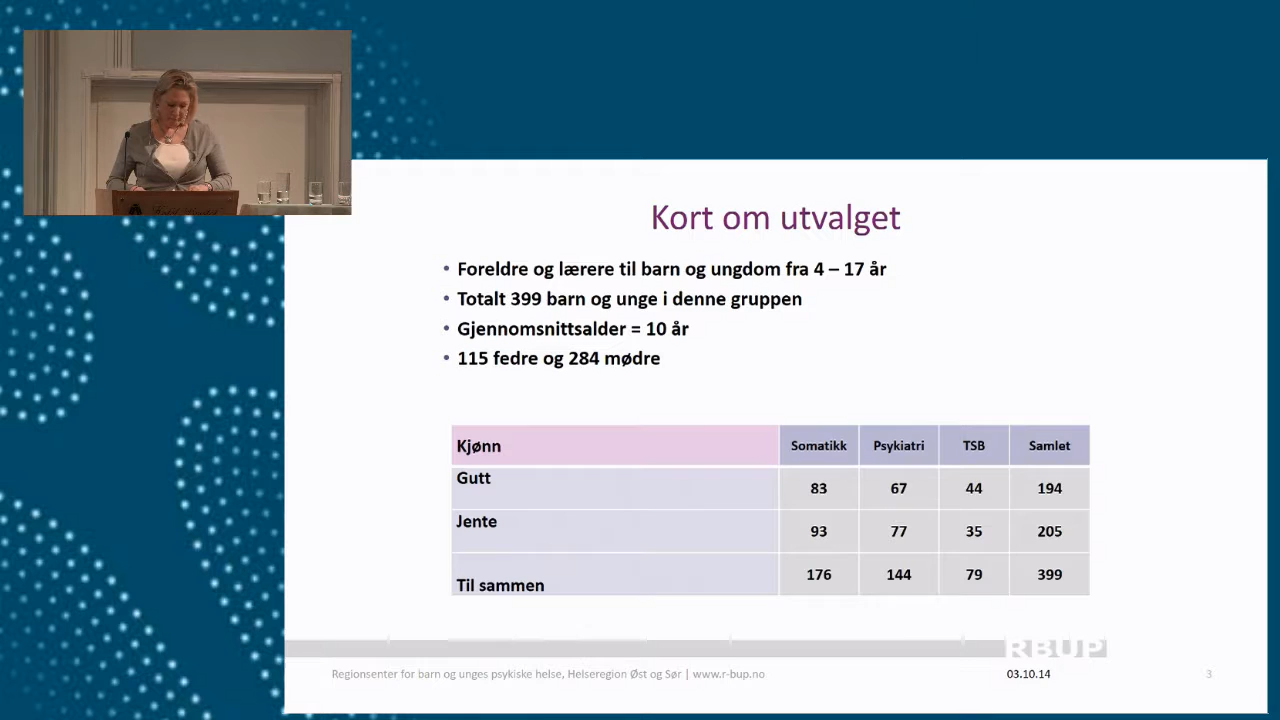 Kort om utvalget
• Foreldre og lærere til barn og ungdom fra 4 – 17 år
• Totalt 399 barn og unge i denne gruppen
• Gjennomsnittsalder = 10 år
• 115 fedre og 284 mødre
Kjønn Somatikk Psykiatri TSB Samlet
Gutt 83 67 44 194
Jente 93 77 35 205
Til sammen 176 144 79 399
RBUP
Regionsenter for barn og unges psykiske helse, Helseregion Øst og Sør | www.r-bup.no 03.10.14 3